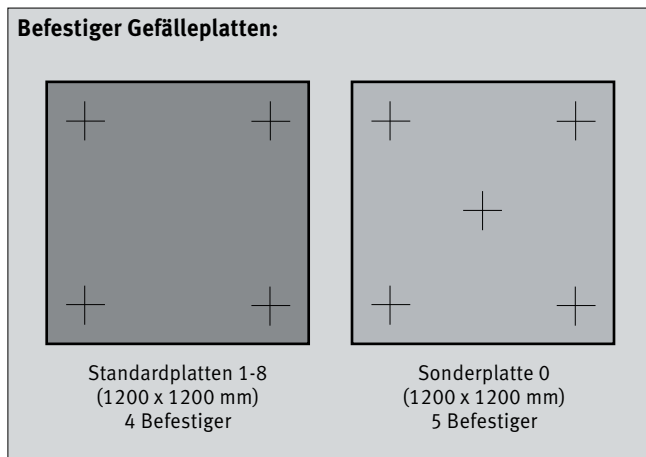 Befestiger Gefälleplatten:
Standardplatten 1-8
(1200 x 1200 mm)
4 Befestiger
Sonderplatte 0
(1200 x 1200 mm)
5 Befestiger